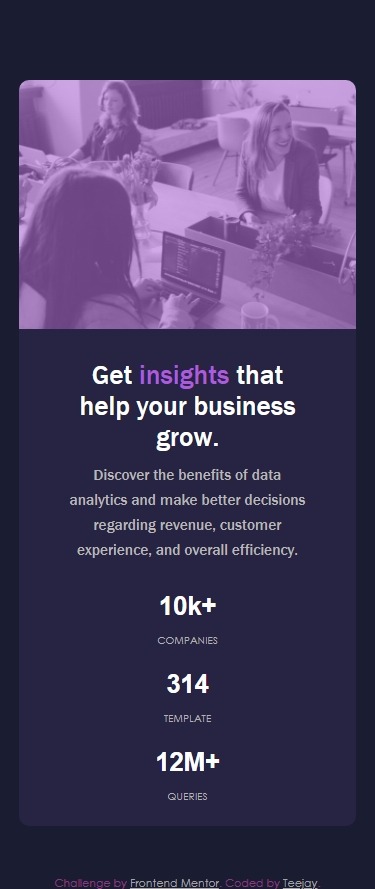 Get insights that
help your business
grow.
Discover the benefits of data
analytics and make better decisions
regarding revenue, customer
experience, and overall efficiency.
10k+
COMPANIES
314
TEMPLATE
12M+
QUERIES
Challenge by Frontend Mentor. Coded by Teejay.